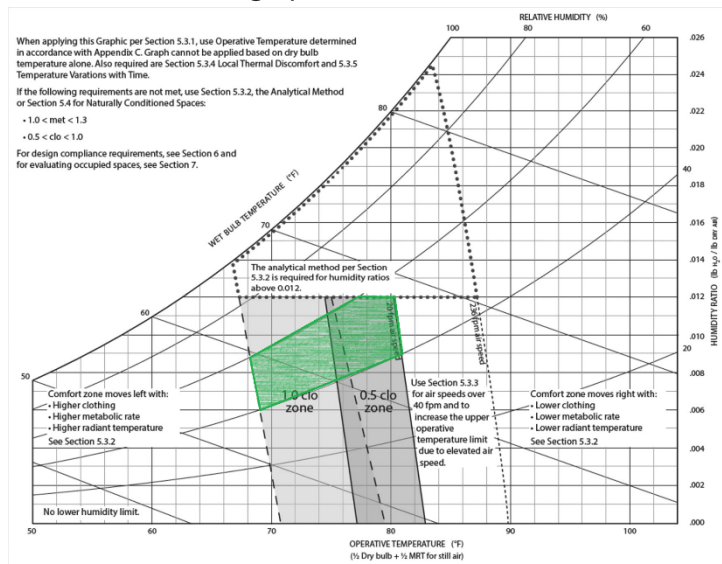 RELATIVE HUMIDITY (%)
100
80
60
When applying this Graphic per Section 5.3.1, use Operative Temperature determined
in accordance with Appendix C. Graph cannot be applied based on dry bulb
temperature alone. Also required are Section 5.3.4 Local Thermal Discomfort and 5.3.5
Temperature Varations with Time.
If the following requirements are not met, use Section 5.3.2, the Analytical Method
or Section 5.4 for Naturally Conditioned Spaces:
• 1.0 < met < 1.3
• 0.5 < clo < 1.0
For design compliance requirements, see Section 6 and
for evaluating occupied spaces, see Section 7.
.026
.024
.022
.020
.018
.016
.014
.012
.010
.008
.006
.004
.002
.000
HUMIDITY RATIO (lb H₂O / lb DRY AIR)
80
40
WET BULB TEMPERATURE (°F)
70
The analytical method per Section
5.3.2 is required for humidity ratios
above 0.012.
60
20 fpm air speed
236 fpm air speed
20
50
Comfort zone moves left with:
• Higher clothing
• Higher metabolic rate
• Higher radiant temperature
See Section 5.3.2
1.0 clo
zone
0.5 clo
zone
Use Section 5.3.3
for air speeds over
40 fpm and to
increase the upper
operative
temperature limit
due to elevated air
speed.
Comfort zone moves right with:
• Lower clothing
• Lower metabolic rate
• Lower radiant temperature
See Section 5.3.2
No lower humidity limit.
50
60
70
80
90
100
OPERATIVE TEMPERATURE (°F)
(½ Dry bulb + ½ MRT for still air)